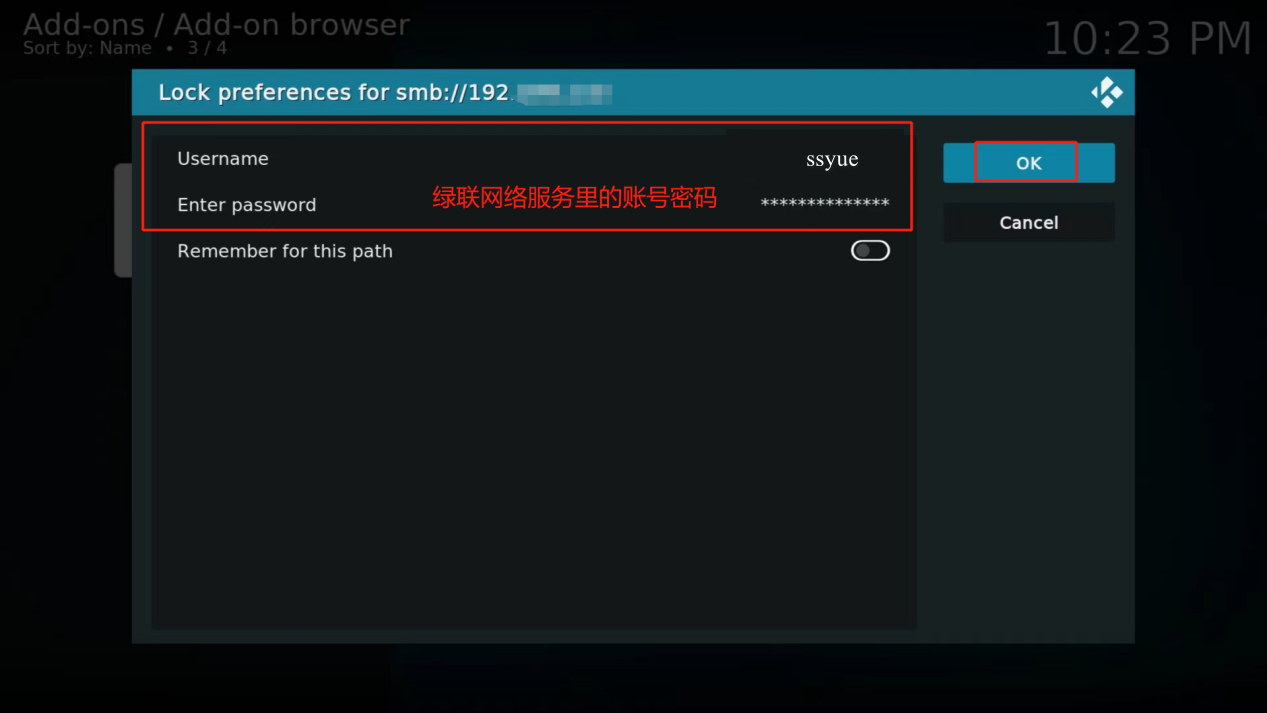 Add-ons / Add-on browser
Sort by: Name • 3 / 4
10:23 PM
Lock preferences for smb://192.
Username
ssyue
Enter password
绿联网络服务里的账号密码
**************
Remember for this path
OK
Cancel